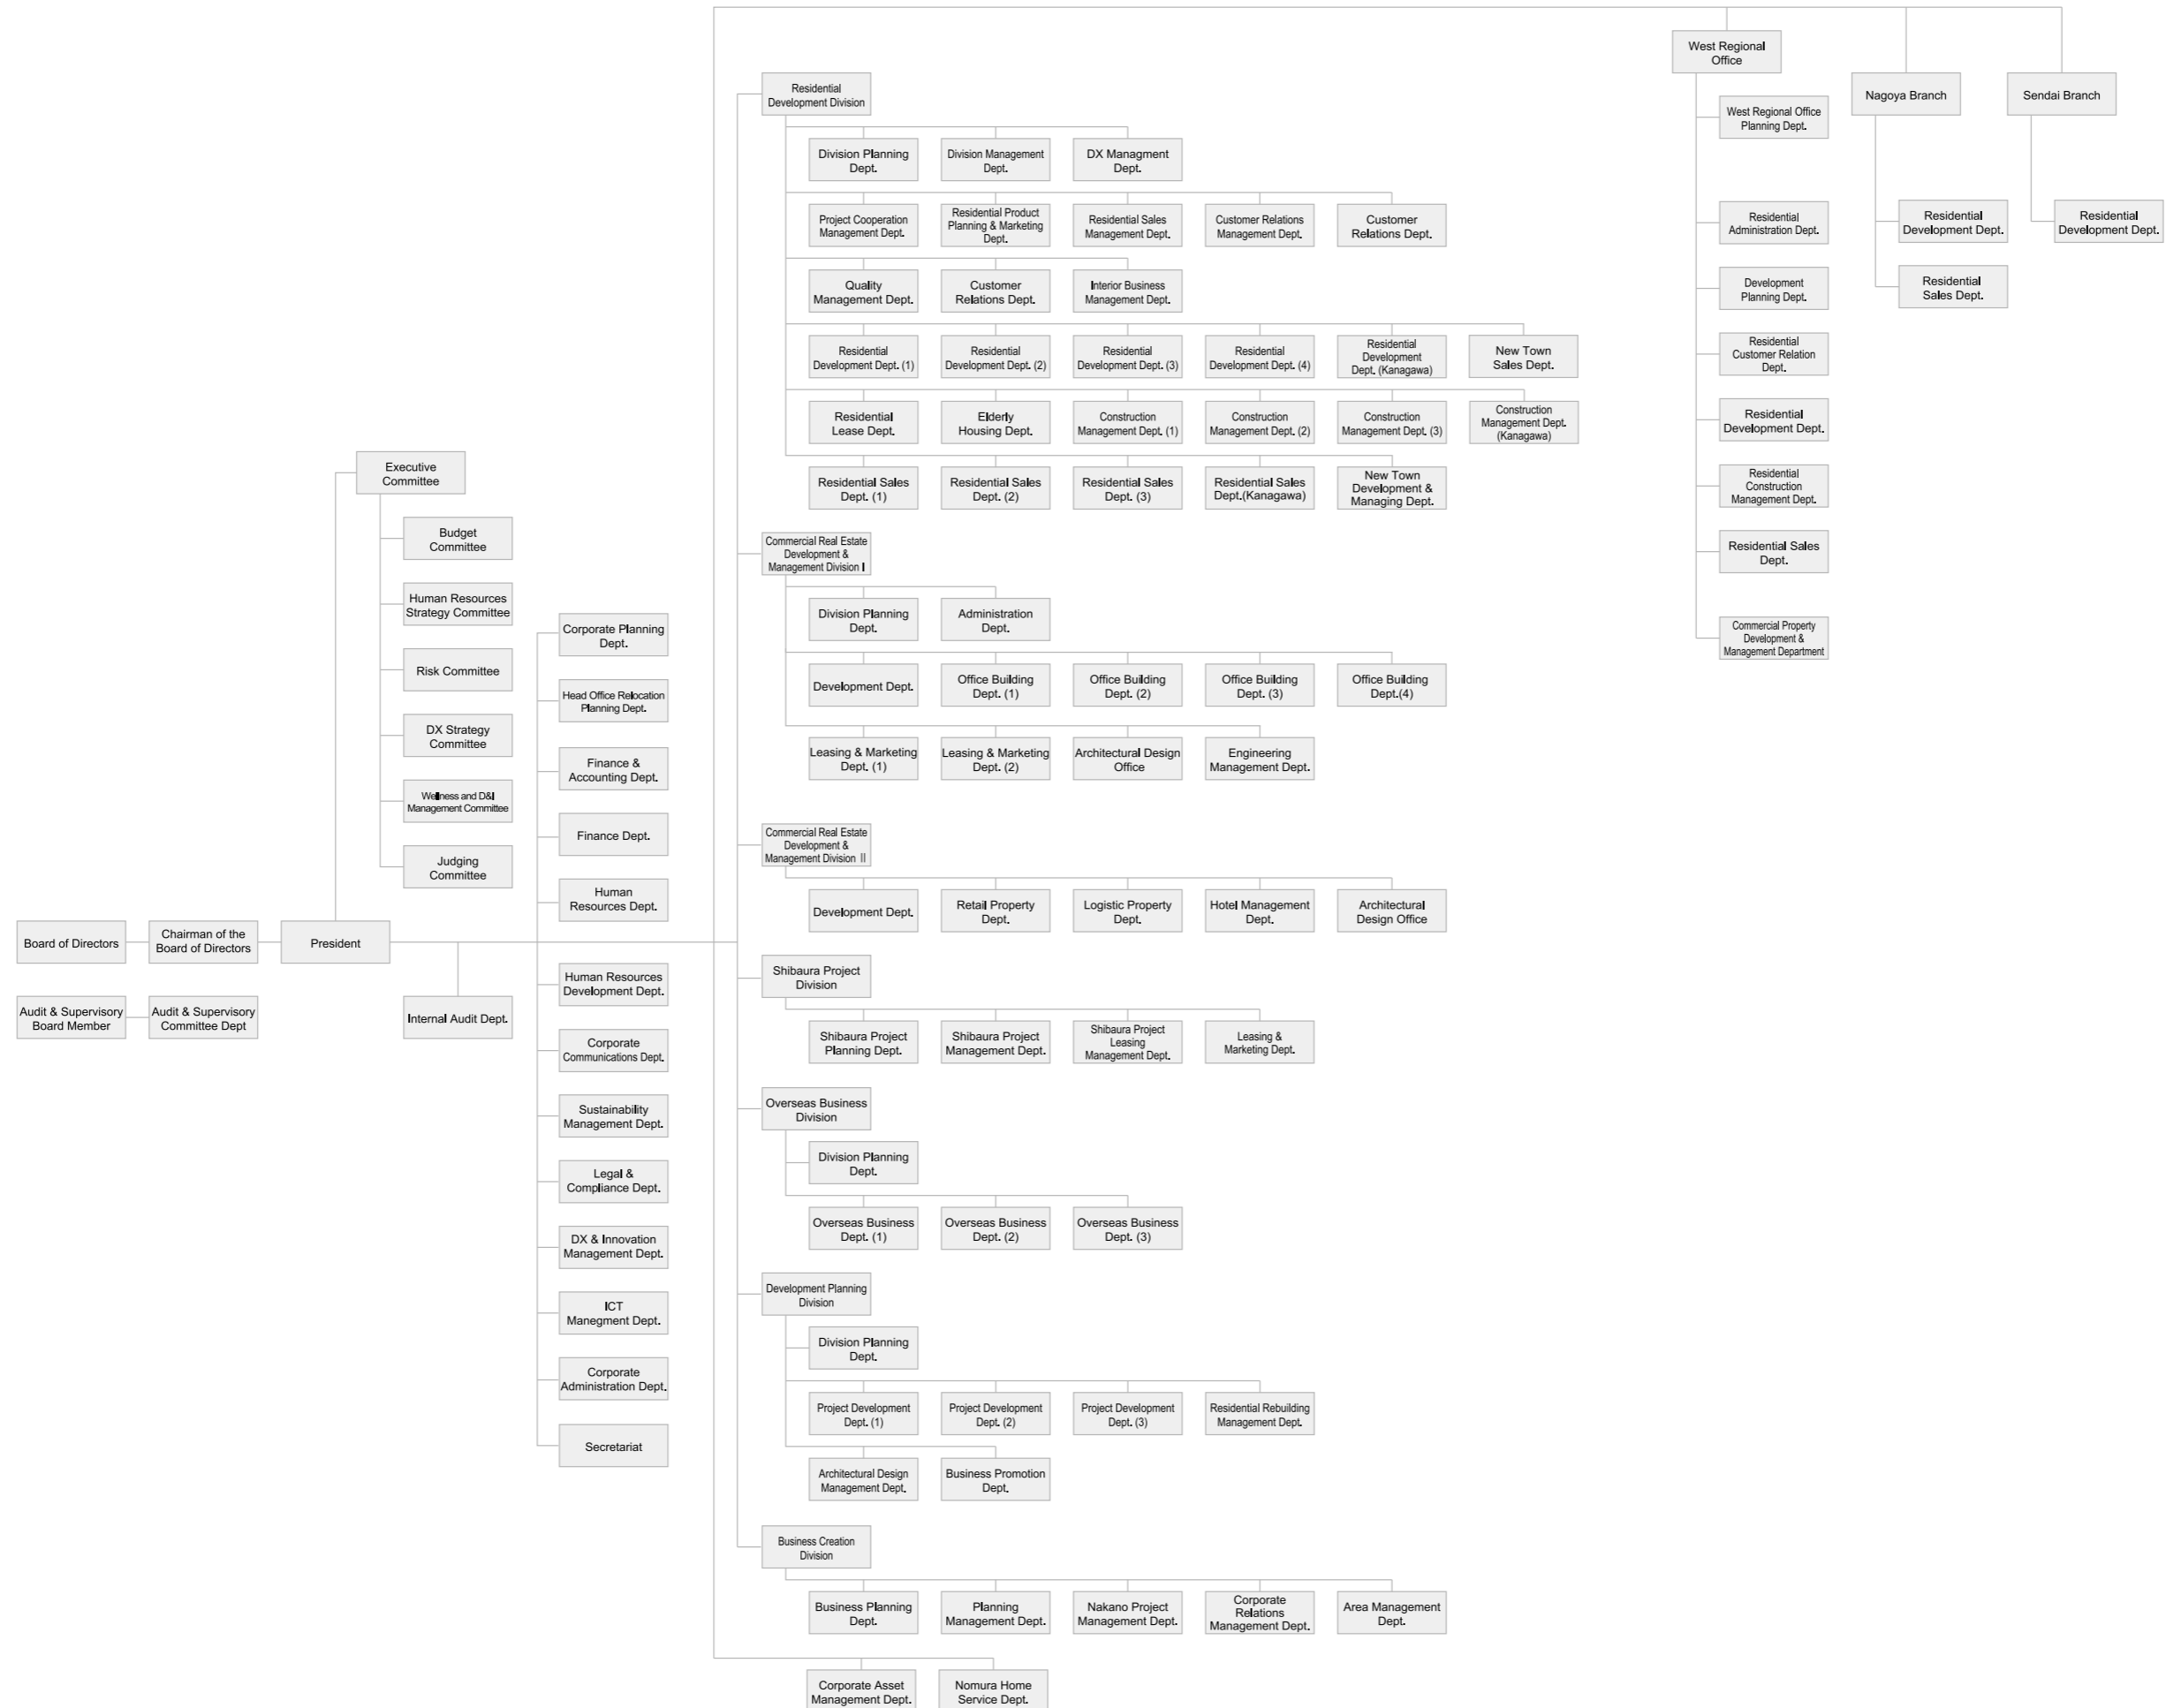 Board of Directors
Chairman of the
Board of Directors
President
Audit & Supervisory
Board Member
Audit & Supervisory
Committee Dept
Internal Audit Dept.
Executive
Committee
Budget
Committee
Human Resources
Strategy Committee
Risk Committee
DX Strategy
Committee
Wellness and D&I
Management Committee
Judging
Committee
Corporate Planning
Dept.
Head Office Relocation
Planning Dept.
Finance &
Accounting Dept.
Finance Dept.
Human
Resources Dept.
Human Resources
Development Dept.
Corporate
Communications Dept.
Sustainability
Management Dept.
Legal &
Compliance Dept.
DX & Innovation
Management Dept.
ICT
Manegment Dept.
Corporate
Administration Dept.
Secretariat
Residential
Development Division
Division Planning
Dept.
Division Management
Dept.
DX Managment
Dept.
Project Cooperation
Management Dept.
Residential Product
Planning & Marketing
Dept.
Residential Sales
Management Dept.
Customer Relations
Management Dept.
Customer
Relations Dept.
Quality
Management Dept.
Customer
Relations Dept.
Interior Business
Management Dept.
Residential
Development Dept. (1)
Residential
Development Dept. (2)
Residential
Development Dept. (3)
Residential
Development Dept. (4)
Residential
Development
Dept. (Kanagawa)
New Town
Sales Dept.
Residential
Lease Dept.
Elderly
Housing Dept.
Construction
Management Dept. (1)
Construction
Management Dept. (2)
Construction
Management Dept. (3)
Construction
Management Dept.
(Kanagawa)
Residential Sales
Dept. (1)
Residential Sales
Dept. (2)
Residential Sales
Dept. (3)
Residential Sales
Dept.(Kanagawa)
New Town
Development &
Managing Dept.
Commercial Real Estate
Development &
Management Division I
Division Planning
Dept.
Administration
Dept.
Development Dept.
Office Building
Dept. (1)
Office Building
Dept. (2)
Office Building
Dept. (3)
Office Building
Dept.(4)
Leasing & Marketing
Dept. (1)
Leasing & Marketing
Dept. (2)
Architectural Design
Office
Engineering
Management Dept.
Commercial Real Estate
Development &
Management Division II
Development Dept.
Retail Property
Dept.
Logistic Property
Dept.
Hotel Management
Dept.
Architectural
Design Office
Shibaura Project
Division
Shibaura Project
Planning Dept.
Shibaura Project
Management Dept.
Shibaura Project
Leasing
Management Dept.
Leasing &
Marketing Dept.
Overseas Business
Division
Division Planning
Dept.
Overseas Business
Dept. (1)
Overseas Business
Dept. (2)
Overseas Business
Dept. (3)
Development Planning
Division
Division Planning
Dept.
Project Development
Dept. (1)
Project Development
Dept. (2)
Project Development
Dept. (3)
Residential Rebuilding
Management Dept.
Architectural Design
Management Dept.
Business Promotion
Dept.
Business Creation
Division
Business Planning
Dept.
Planning
Management Dept.
Nakano Project
Management Dept.
Corporate
Relations
Management Dept.
Area Management
Dept.
Corporate Asset
Management Dept.
Nomura Home
Service Dept.
West Regional
Office
West Regional Office
Planning Dept.
Residential
Administration Dept.
Development
Planning Dept.
Residential
Customer Relation
Dept.
Residential
Development Dept.
Residential
Construction
Management Dept.
Residential Sales
Dept.
Commercial Property
Development &
Management Department
Nagoya Branch
Residential
Development Dept.
Residential
Sales Dept.
Sendai Branch
Residential
Development Dept.